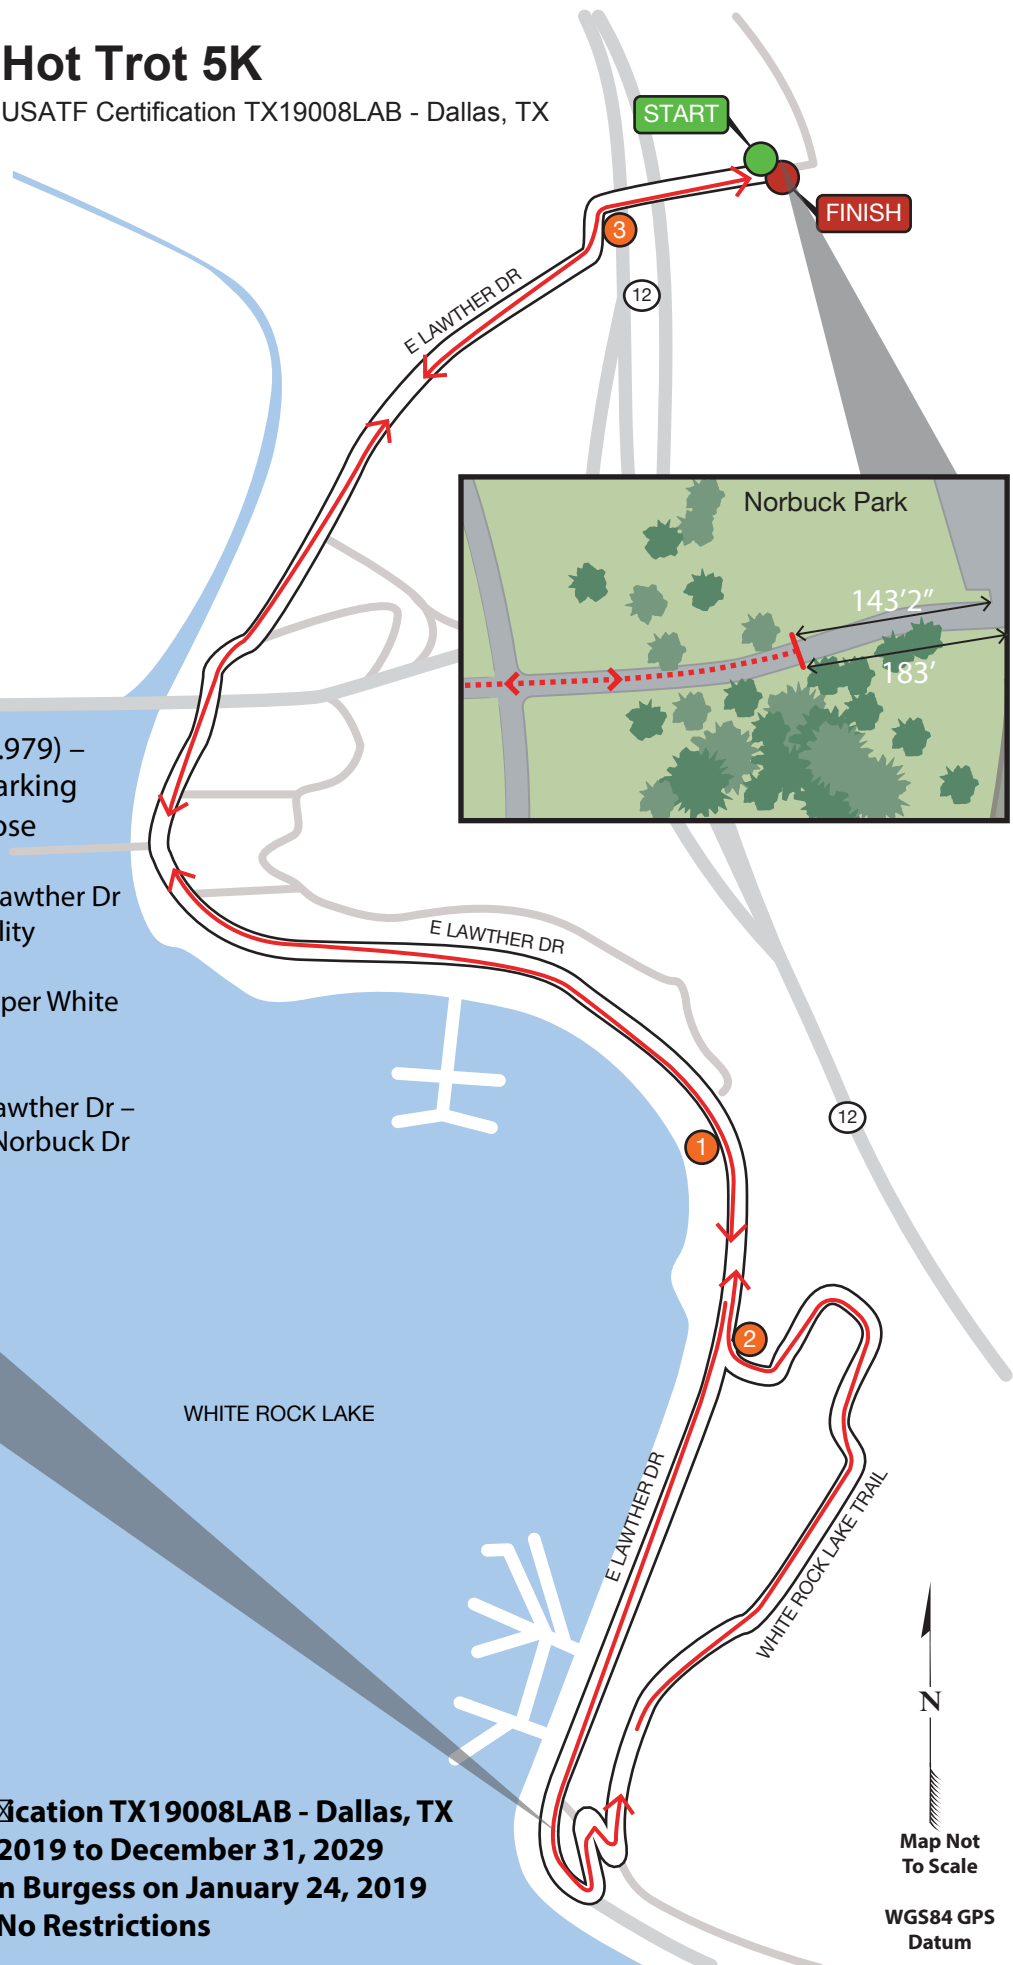 Hot Trot 5K
USATF Certification TX19008LAB - Dallas, TX
START
FINISH
3
E LAWTHER DR
12
Norbuck Park
143'2"
183'
.979) –
arking
ose
awther Dr
lity
per White
awther Dr –
Norbuck Dr
E LAWTHER DR
1
12
2
WHITE ROCK LAKE
E LAWTHER DR
WHITE ROCK LAKE TRAIL
N
Map Not
To Scale
WGS84 GPS
Datum
ication TX19008LAB - Dallas, TX
2019 to December 31, 2029
n Burgess on January 24, 2019
No Restrictions